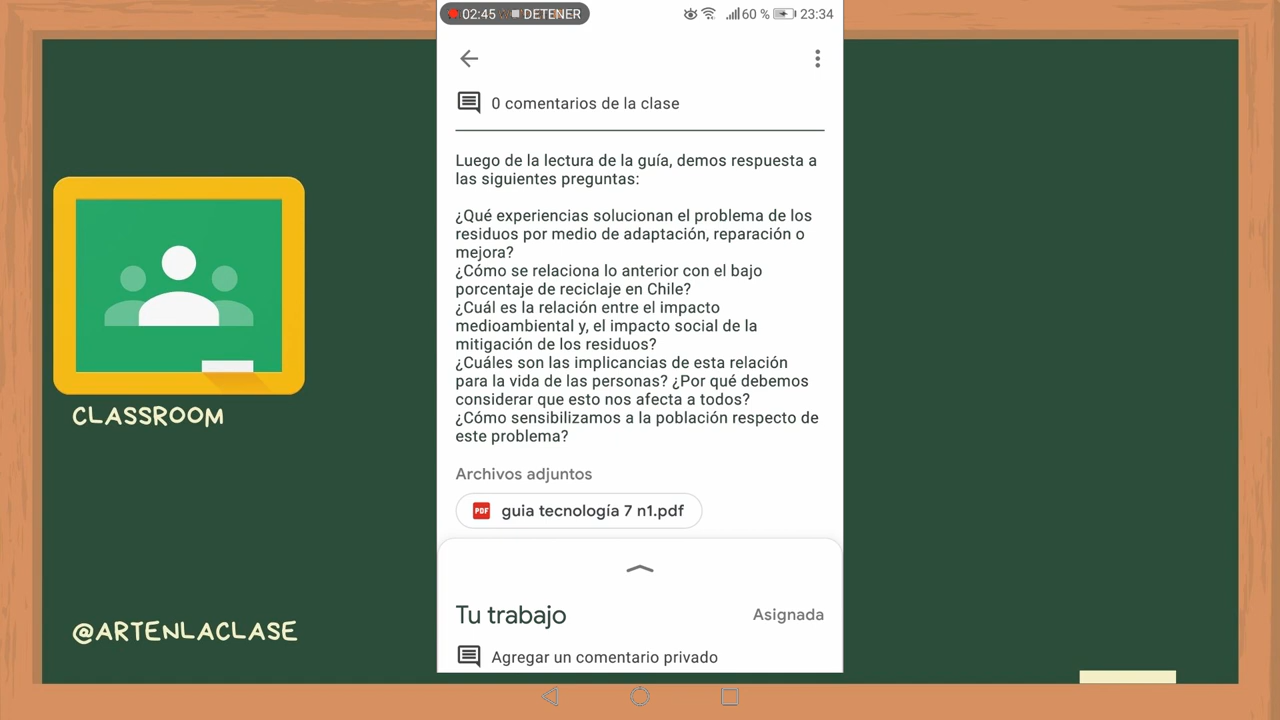 02:45 DETENER
60 % 23:34
0 comentarios de la clase
Luego de la lectura de la guía, demos respuesta a
las siguientes preguntas:
¿Qué experiencias solucionan el problema de los
residuos por medio de adaptación, reparación o
mejora?
¿Cómo se relaciona lo anterior con el bajo
porcentaje de reciclaje en Chile?
¿Cuál es la relación entre el impacto
medioambiental y, el impacto social de la
mitigación de los residuos?
¿Cuáles son las implicancias de esta relación
para la vida de las personas? ¿Por qué debemos
considerar que esto nos afecta a todos?
¿Cómo sensibilizamos a la población respecto de
este problema?
Archivos adjuntos
PDF guia tecnología 7 n1.pdf
Tu trabajo Asignada
Agregar un comentario privado
CLASSROOM
@ARTENLACLASE